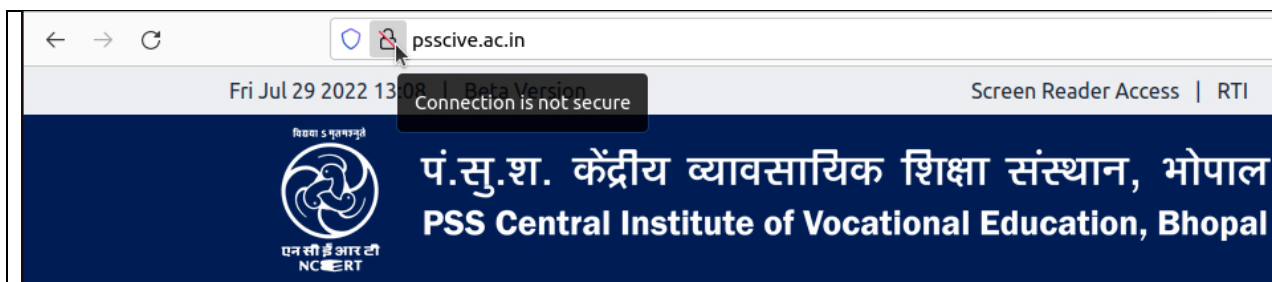 psscive.ac.in
Fri Jul 29 2022 13:08 | Beta Version
Screen Reader Access | RTI
Connection is not secure
पं.सु.श. केंद्रीय व्यावसायिक शिक्षा संस्थान, भोपाल
PSS Central Institute of Vocational Education, Bhopal
एन सी ई आर टी
NCERT